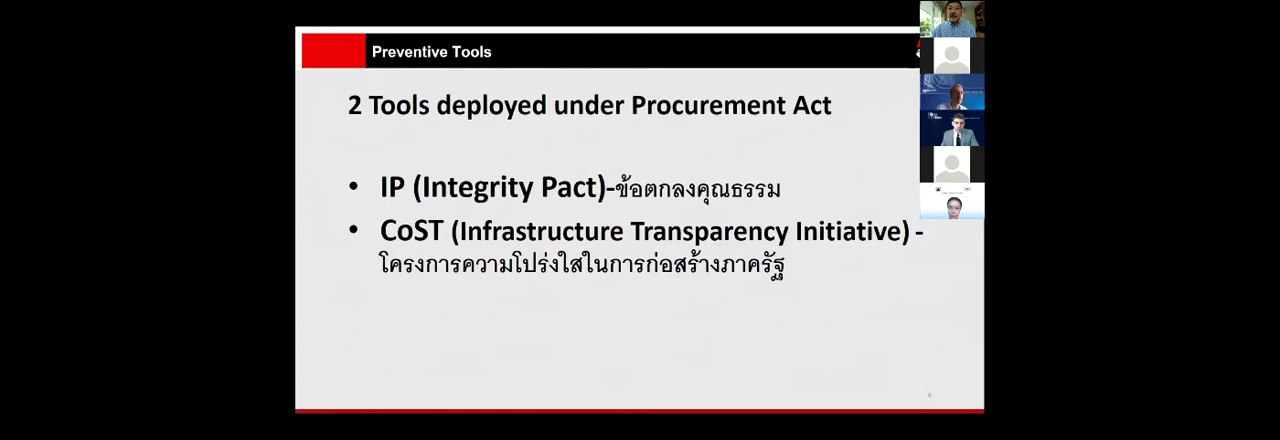 Preventive Tools
2 Tools deployed under Procurement Act
• IP (Integrity Pact)-ข้อตกลงคุณธรรม
• CoST (Infrastructure Transparency Initiative) -
โครงการความโปร่งใสในการก่อสร้างภาครัฐ